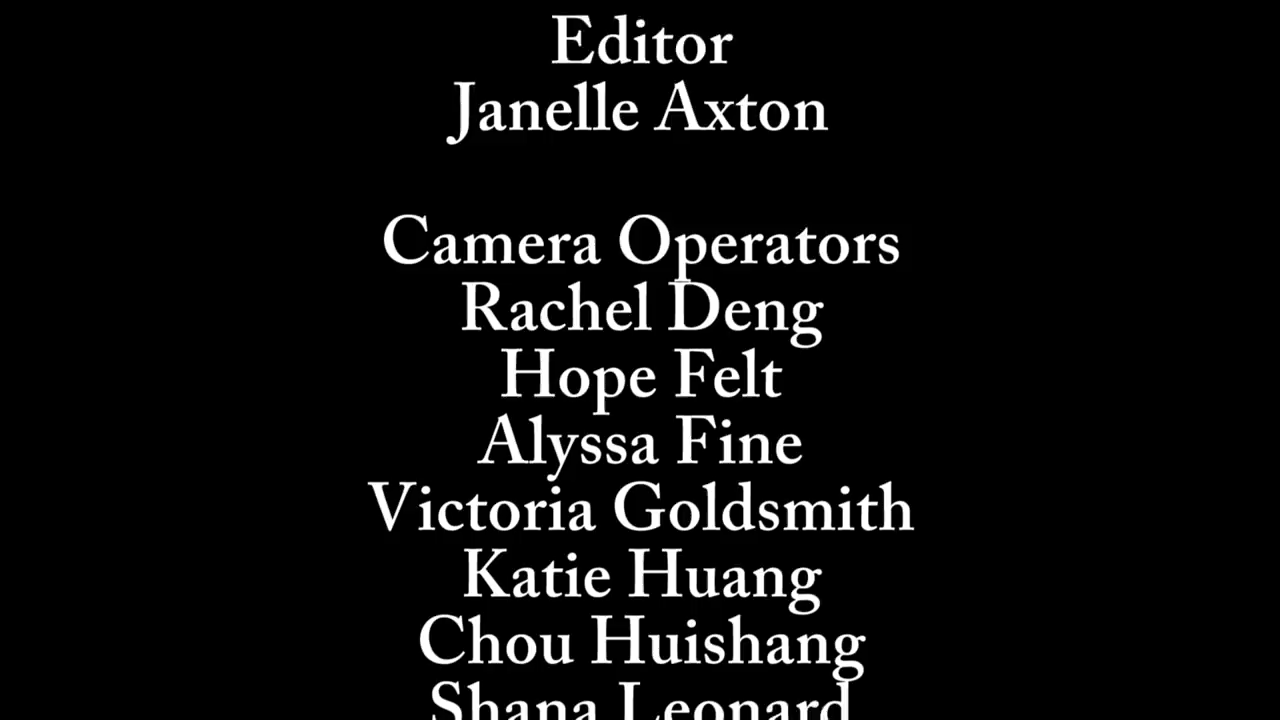 Editor
Janelle Axton
Camera Operators
Rachel Deng
Hope Felt
Alyssa Fine
Victoria Goldsmith
Katie Huang
Chou Huishang
Shana Leonard